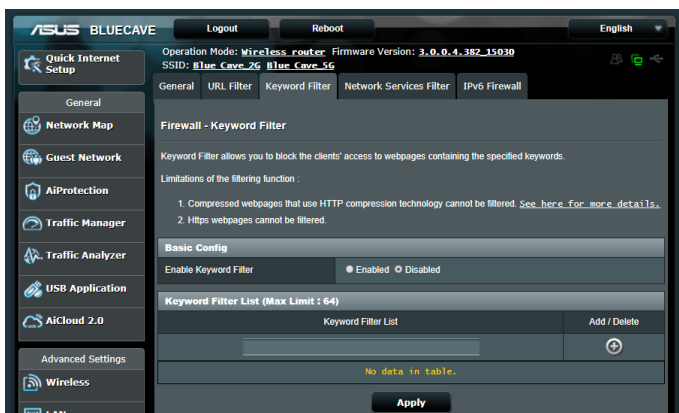 ASUS BLUECAVE Logout Reboot English
Quick Internet Setup
Operation Mode: Wireless router Firmware Version: 3.0.0.4.382_15030
SSID: Blue Cave_2G Blue Cave_5G
General URL Filter Keyword Filter Network Services Filter IPv6 Firewall
General
Network Map
Guest Network
AiProtection
Traffic Manager
Traffic Analyzer
USB Application
AiCloud 2.0
Advanced Settings
Wireless
LAN
Firewall - Keyword Filter
Keyword Filter allows you to block the clients' access to webpages containing the specified keywords.
Limitations of the filtering function :
1. Compressed webpages that use HTTP compression technology cannot be filtered. See here for more details.
2. Https webpages cannot be filtered.
Basic Config
Enable Keyword Filter Enabled Disabled
Keyword Filter List (Max Limit : 64)
Keyword Filter List Add / Delete
No data in table.
Apply